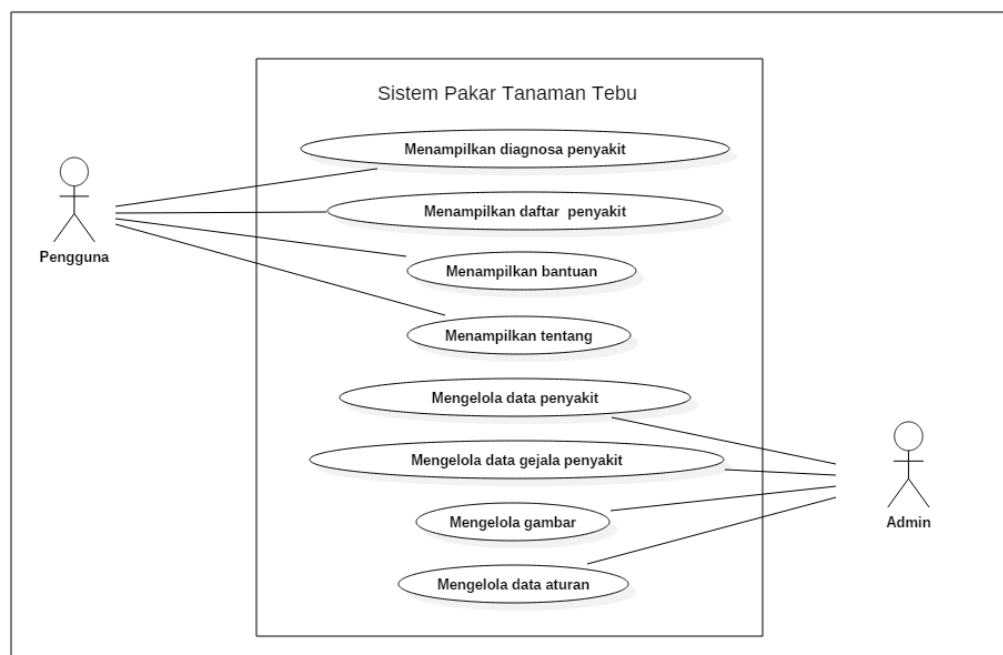 Sistem Pakar Tanaman Tebu
Menampilkan diagnosa penyakit
Menampilkan daftar  penyakit
Pengguna
Menampilkan bantuan
Menampilkan tentang
Mengelola data penyakit
Mengelola data gejala penyakit
Mengelola gambar
Admin
Mengelola data aturan